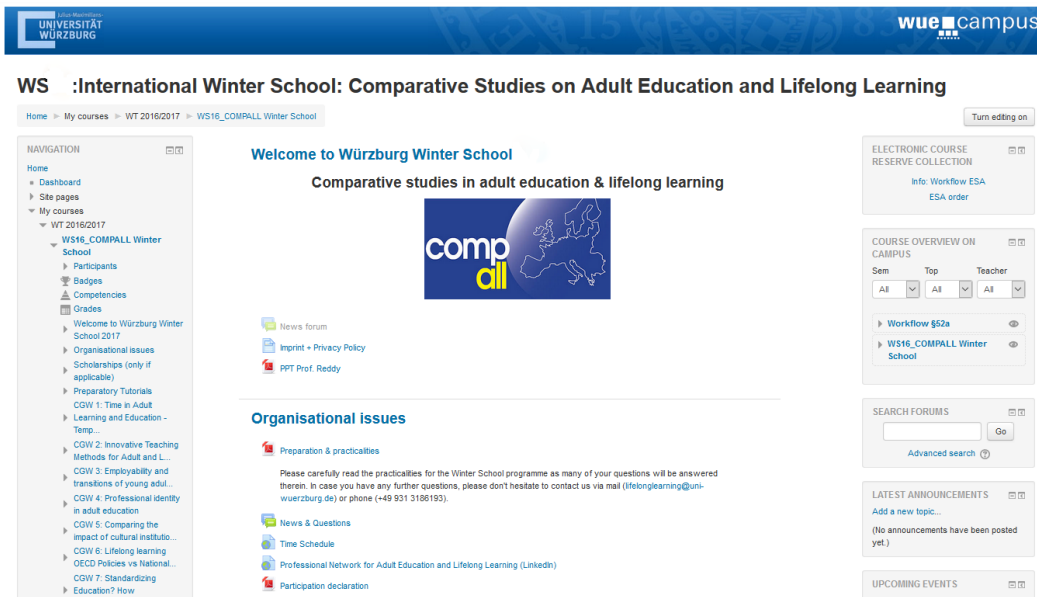 Julius-Maximilians-
UNIVERSITÄT
WÜRZBURG
wue campus
WS :International Winter School: Comparative Studies on Adult Education and Lifelong Learning
Home My courses WT 2016/2017 WS16_COMPALL Winter School
Turn editing on
NAVIGATION
Home
Dashboard
Site pages
My courses
WT 2016/2017
WS16_COMPALL Winter
School
Participants
Badges
Competencies
Grades
Welcome to Würzburg Winter
School 2017
Organisational issues
Scholarships (only if
applicable)
Preparatory Tutorials
CGW 1: Time in Adult
Learning and Education -
Temp...
CGW 2: Innovative Teaching
Methods for Adult and L...
CGW 3: Employability and
transitions of young adul...
CGW 4: Professional identity
in adult education
CGW 5: Comparing the
impact of cultural institutio...
CGW 6: Lifelong learning
OECD Policies vs National...
CGW 7: Standardizing
Education? How
Welcome to Würzburg Winter School
Comparative studies in adult education & lifelong learning
comp
all
News forum
Imprint + Privacy Policy
PPT Prof. Reddy
Organisational issues
Preparation & practicalities
Please carefully read the practicalities for the Winter School programme as many of your questions will be answered
therein. In case you have any further questions, please don't hesitate to contact us via mail (lifelonglearning@uni-
wuerzburg.de) or phone (+49 931 3186193).
News & Questions
Time Schedule
Professional Network for Adult Education and Lifelong Learning (LinkedIn)
Participation declaration
ELECTRONIC COURSE
RESERVE COLLECTION
Info: Workflow ESA
ESA order
COURSE OVERVIEW ON
CAMPUS
Sem Top Teacher
All All All
Workflow §52a
WS16_COMPALL Winter
School
SEARCH FORUMS
Go
Advanced search
LATEST ANNOUNCEMENTS
Add a new topic...
(No announcements have been posted
yet.)
UPCOMING EVENTS